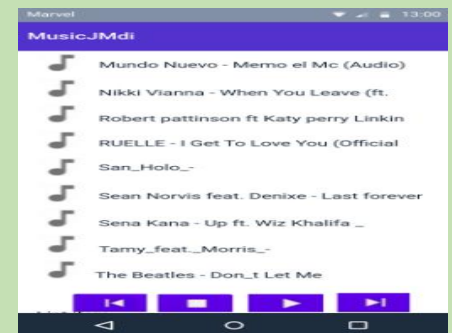 Marvel 13:00
MusicJMdi
Mundo Nuevo - Memo el Mc (Audio)
Nikki Vianna - When You Leave (ft.
Robert pattinson ft Katy perry Linkin
RUELLE - I Get To Love You (Official
San_Holo_-
Sean Norvis feat. Denixe - Last forever
Sena Kana - Up ft. Wiz Khalifa _
Tamy_feat._Morris_-
The Beatles - Don_t Let Me